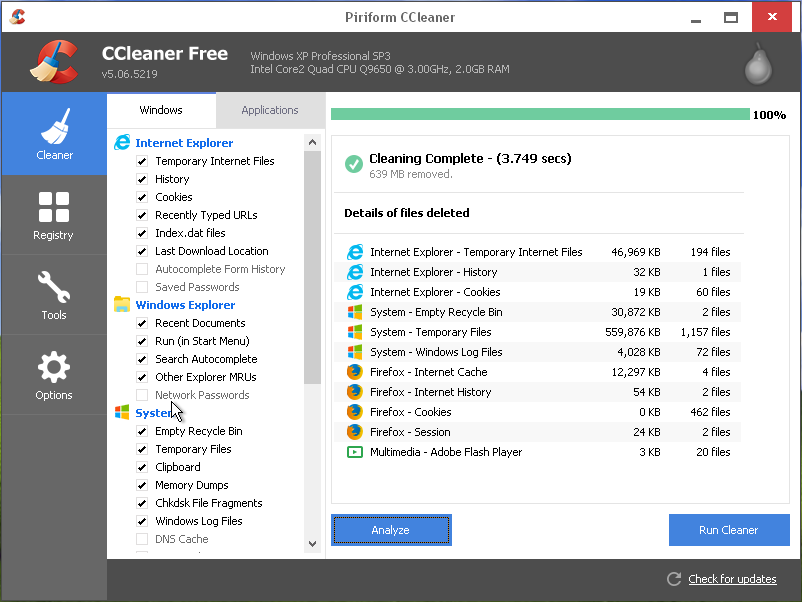 Piriform CCleaner
CCleaner Free
v5.06.5219
Windows XP Professional SP3
Intel Core2 Quad CPU Q9650 @ 3.00GHz, 2.0GB RAM
Cleaner
Registry
Tools
Options
Windows
Applications
Internet Explorer
Temporary Internet Files
History
Cookies
Recently Typed URLs
Index.dat files
Last Download Location
Autocomplete Form History
Saved Passwords
Windows Explorer
Recent Documents
Run (in Start Menu)
Search Autocomplete
Other Explorer MRUs
Network Passwords
System
Empty Recycle Bin
Temporary Files
Clipboard
Memory Dumps
Chkdsk File Fragments
Windows Log Files
DNS Cache
100%
Cleaning Complete - (3.749 secs)
639 MB removed.
Details of files deleted
Internet Explorer - Temporary Internet Files 46,969 KB 194 files
Internet Explorer - History 32 KB 1 files
Internet Explorer - Cookies 19 KB 60 files
System - Empty Recycle Bin 30,872 KB 2 files
System - Temporary Files 559,876 KB 1,157 files
System - Windows Log Files 4,028 KB 72 files
Firefox - Internet Cache 12,297 KB 4 files
Firefox - Internet History 54 KB 2 files
Firefox - Cookies 0 KB 462 files
Firefox - Session 24 KB 2 files
Multimedia - Adobe Flash Player 3 KB 20 files
Analyze
Run Cleaner
Check for updates